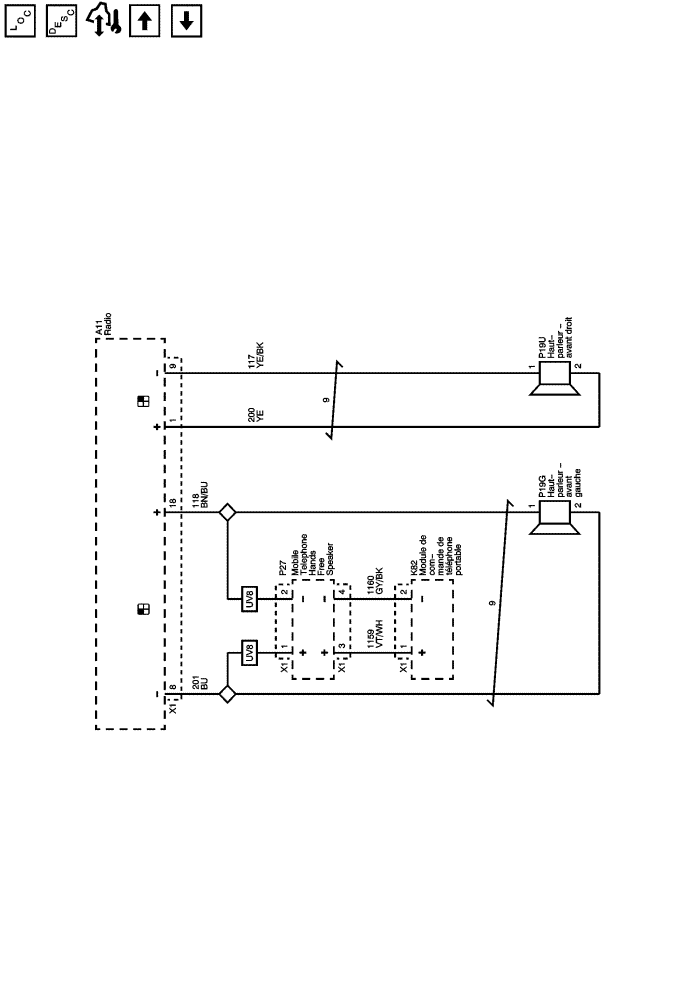 LOC
DESC
A11
Radio
X1
8
18
1
9
201
BU
118
BN/BU
200
YE
117
YE/BK
UV8
UV8
X1
1
2
P27
Mobile
Telephone
Hands
Free
Speaker
X1
3
4
1159
VT/WH
1160
GY/BK
X1
1
2
K82
Module de
com–
mande de
téléphone
portable
9
9
1
P19G
Haut–
parleur –
avant
gauche
2
1
P19U
Haut–
parleur –
avant droit
2